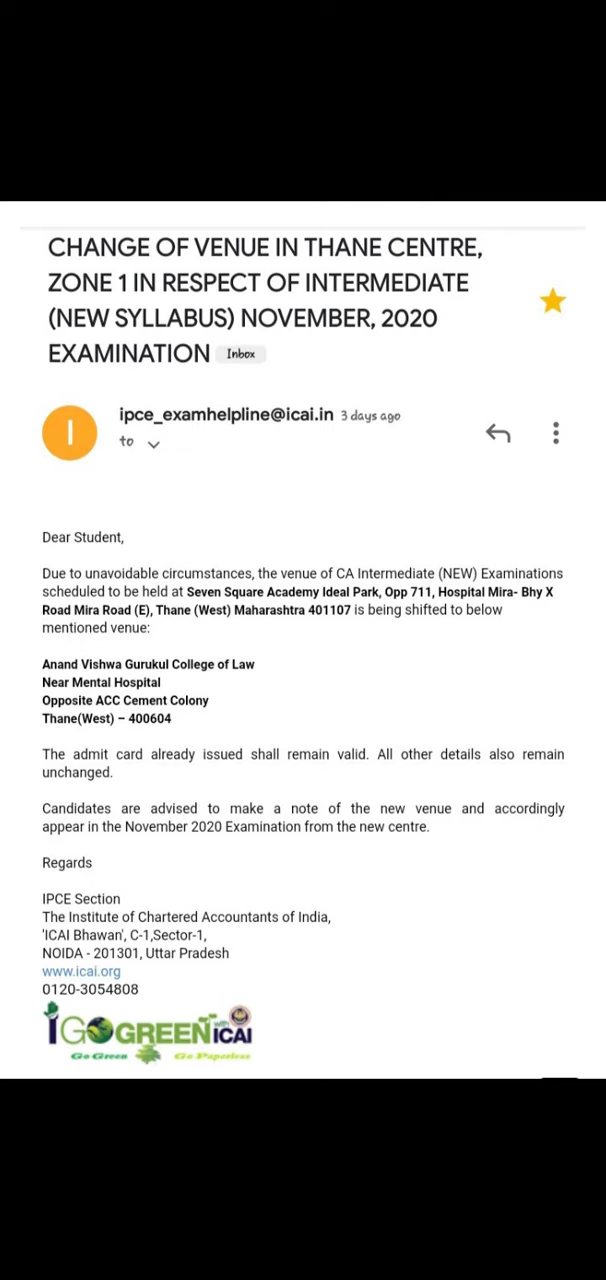 CHANGE OF VENUE IN THANE CENTRE,
ZONE 1 IN RESPECT OF INTERMEDIATE
(NEW SYLLABUS) NOVEMBER, 2020
EXAMINATION Inbox
I
ipce_examhelpline@icai.in 3 days ago
to
Dear Student,
Due to unavoidable circumstances, the venue of CA Intermediate (NEW) Examinations
scheduled to be held at Seven Square Academy Ideal Park, Opp 711, Hospital Mira- Bhy X
Road Mira Road (E), Thane (West) Maharashtra 401107 is being shifted to below
mentioned venue:
Anand Vishwa Gurukul College of Law
Near Mental Hospital
Opposite ACC Cement Colony
Thane(West) – 400604
The admit card already issued shall remain valid. All other details also remain
unchanged.
Candidates are advised to make a note of the new venue and accordingly
appear in the November 2020 Examination from the new centre.
Regards
IPCE Section
The Institute of Chartered Accountants of India,
'ICAI Bhawan', C-1,Sector-1,
NOIDA - 201301, Uttar Pradesh
www.icai.org
0120-3054808
iGOGREEN with ICAI
Go Green Go Paperless